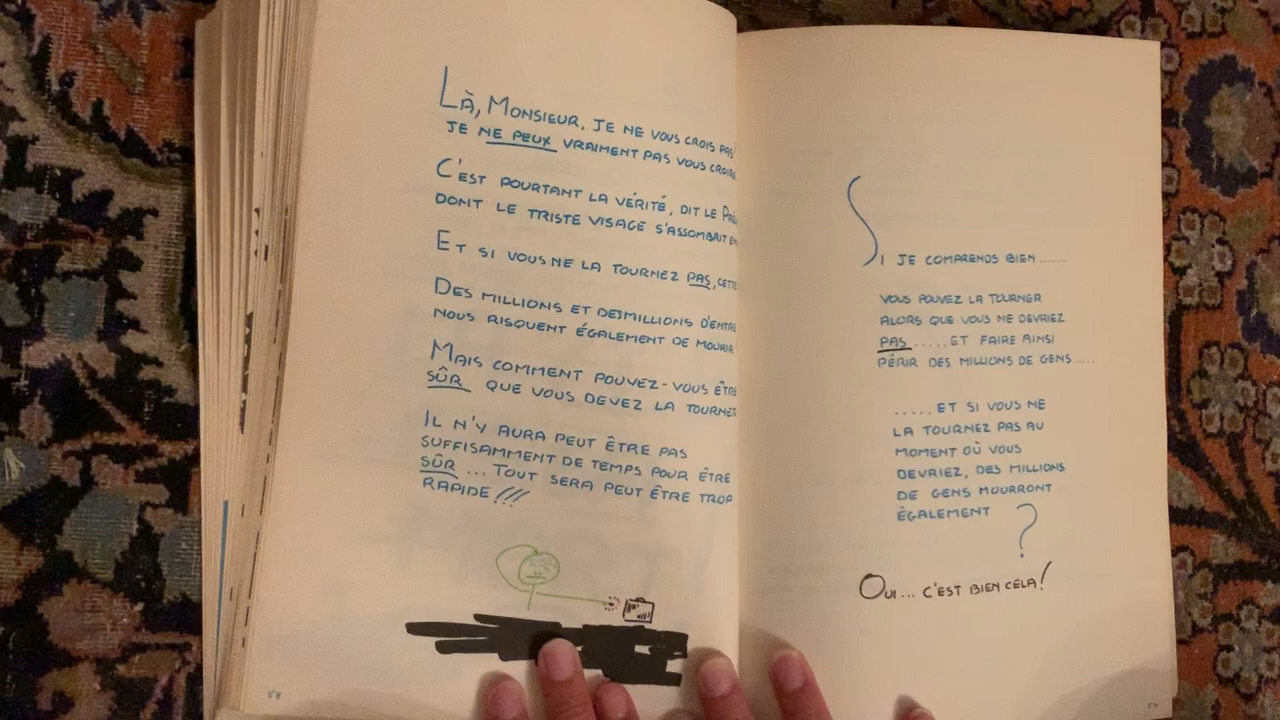 Là, Monsieur, je ne vous crois pas
je ne peux vraiment pas vous
C'est pourtant la vérité, dit le
dont le triste visage s'assombrit
Et si vous ne la tournez pas,
Des millions et des millions
nous risquent également de mourir
Mais comment pouvez-vous être
sûr que vous devez la tourner
Il n'y aura peut être pas
suffisamment de temps pour être
sûr ... Tout sera peut être trop
rapide !!!
58
Si je comprends bien ......
vous pouvez la tourner
alors que vous ne devriez
pas ..... et faire ainsi
périr des millions de gens .....
..... et si vous ne
la tournez pas au
moment où vous
devriez, des millions
de gens mourront
également ?
Oui ... c'est bien cela !